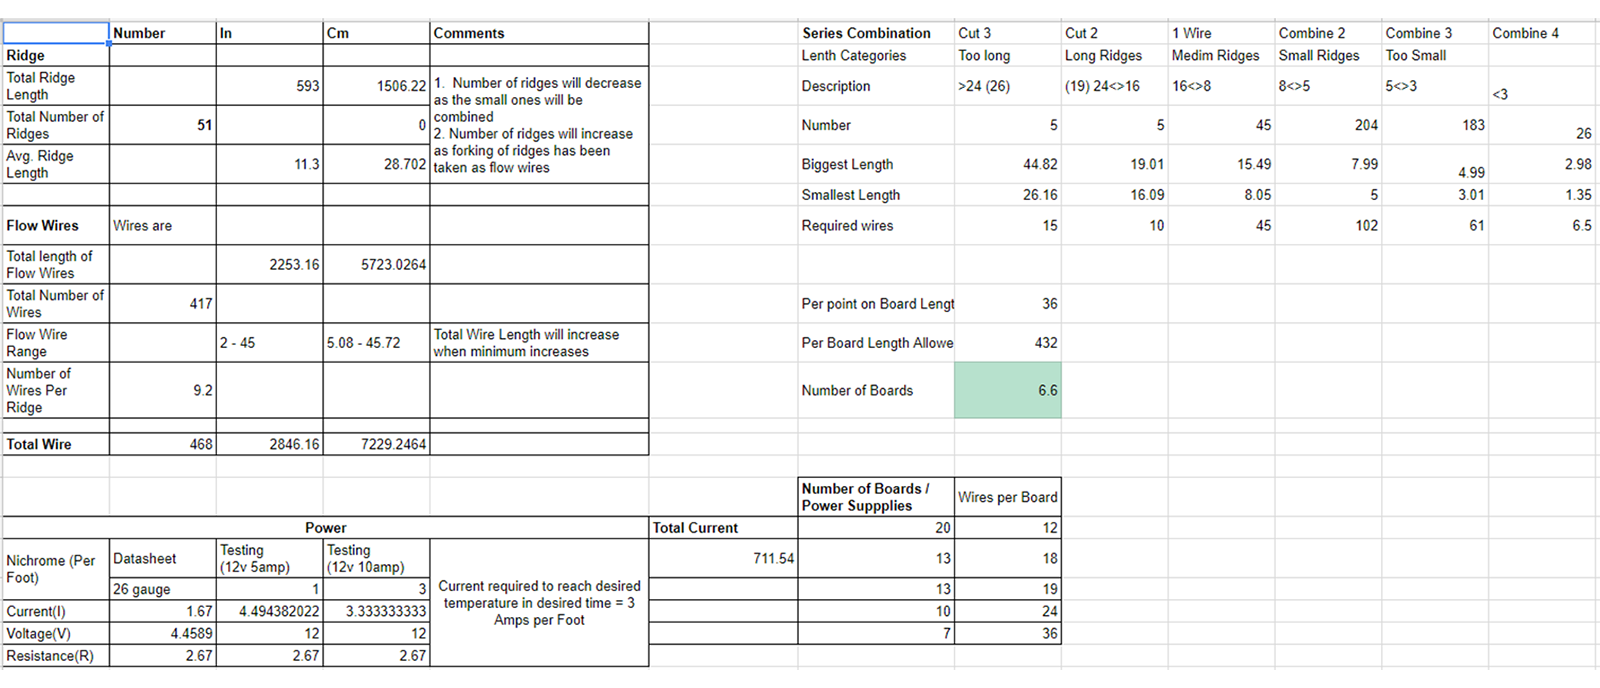 Number In Cm Comments Series Combination Cut 3 Cut 2 1 Wire Combine 2 Combine 3 Combine 4
Ridge Lenth Categories Too long Long Ridges Medim Ridges Small Ridges Too Small
Total Ridge
Length
593 1506.22
1. Number of ridges will decrease
as the small ones will be
combined
2. Number of ridges will increase
as forking of ridges has been
taken as flow wires
Description >24 (26) (19) 24<>16 16<>8 8<>5 5<>3 <3
Total Number of
Ridges
51 0
Number 5 5 45 204 183 26
Avg. Ridge
Length
11.3 28.702
Biggest Length 44.82 19.01 15.49 7.99 4.99 2.98
Smallest Length 26.16 16.09 8.05 5 3.01 1.35
Flow Wires Wires are
Required wires 15 10 45 102 61 6.5
Total length of
Flow Wires
2253.16 5723.0264
Total Number of
Wires
417
Per point on Board Lengt 36
Flow Wire
Range
2 - 45 5.08 - 45.72
Total Wire Length will increase
when minimum increases
Per Board Length Allowe 432
Number of
Wires Per
Ridge
9.2
Number of Boards 6.6
Total Wire 468 2846.16 7229.2464
Number of Boards /
Power Suppplies
Wires per Board
Power Total Current 20 12
Nichrome (Per
Foot)
Datasheet
Testing
(12v 5amp)
Testing
(12v 10amp)
711.54 13 18
26 gauge 1 3
Current required to reach desired
temperature in desired time = 3
Amps per Foot
13 19
Current(I) 1.67 4.494382022 3.333333333
10 24
Voltage(V) 4.4589 12 12
7 36
Resistance(R) 2.67 2.67 2.67